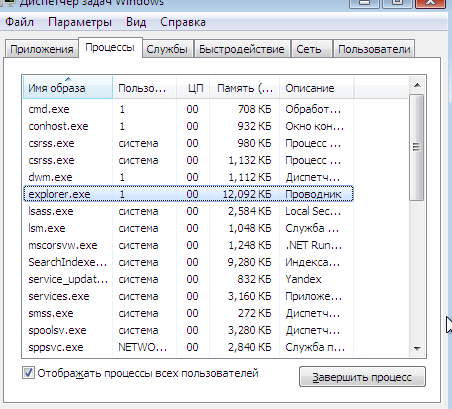 Диспетчер задач Windows
Файл Параметры Вид Справка
Приложения Процессы Службы Быстродействие Сеть Пользователи
Имя образа Пользо... ЦП Память (... Описание
cmd.exe 1 00 708 КБ Обработ...
conhost.exe 1 00 932 КБ Окно кон...
csrss.exe система 00 980 КБ Процесс ...
csrss.exe система 00 1,132 КБ Процесс ...
dwm.exe 1 00 1,112 КБ Диспетч...
explorer.exe 1 00 12,092 КБ Проводник
lsass.exe система 00 2,584 КБ Local Sec...
lsm.exe система 00 1,048 КБ Служба ...
mscorsvw.exe система 00 1,248 КБ .NET Run...
SearchIndexe... система 00 9,280 КБ Индекса...
service_updat... система 00 832 КБ Yandex
services.exe система 00 3,160 КБ Приложе...
smss.exe система 00 272 КБ Диспетч...
spoolsv.exe система 00 3,280 КБ Диспетч...
sppsvc.exe NETWO... 00 2,840 КБ Служба п...
Отображать процессы всех пользователей
Завершить процесс